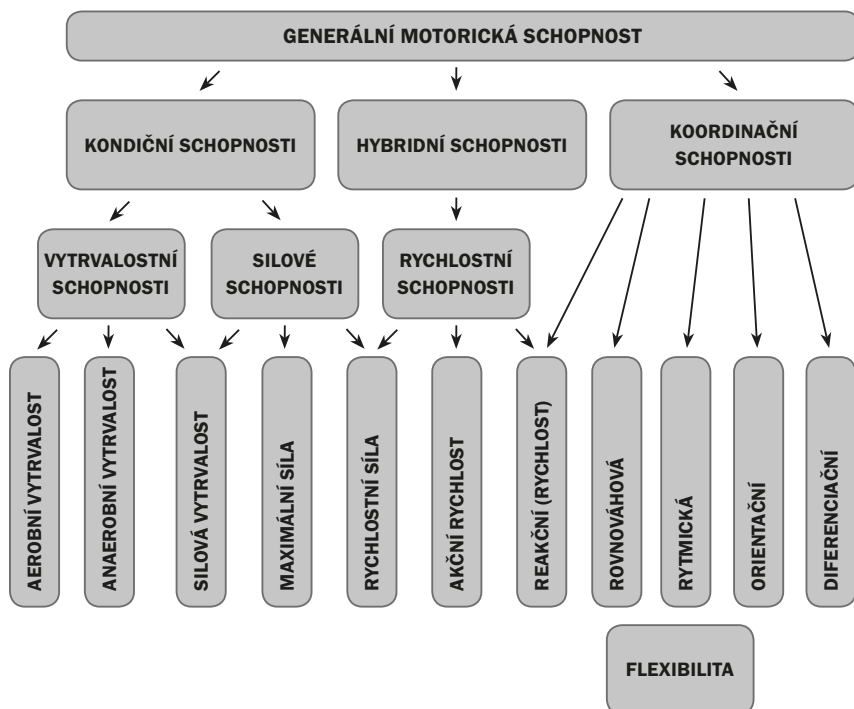 GENERÁLNÍ MOTORICKÁ SCHOPNOST
KONDIČNÍ SCHOPNOSTI
HYBRIDNÍ SCHOPNOSTI
KOORDINAČNÍ
SCHOPNOSTI
VYTRVALOSTNÍ
SCHOPNOSTI
SILOVÉ
SCHOPNOSTI
RYCHLOSTNÍ
SCHOPNOSTI
AEROBNÍ VYTRVALOST
ANAEROBNÍ VYTRVALOST
SILOVÁ VYTRVALOST
MAXIMÁLNÍ SÍLA
RYCHLOSTNÍ SÍLA
AKČNÍ RYCHLOST
REAKČNÍ (RYCHLOST)
ROVNOVÁHOVÁ
RYTMICKÁ
ORIENTAČNÍ
DIFERENCIAČNÍ
FLEXIBILITA